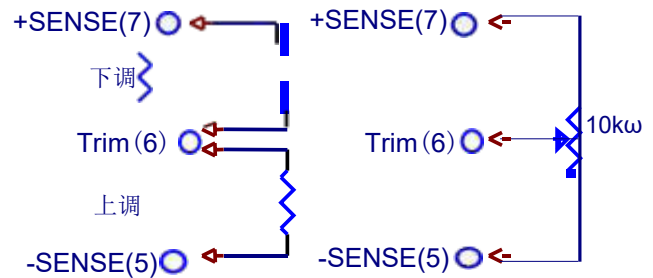 +SENSE(7)
下调
Trim（6）
上调
-SENSE(5)
+SENSE(7)
10kω
Trim（6）
-SENSE(5)